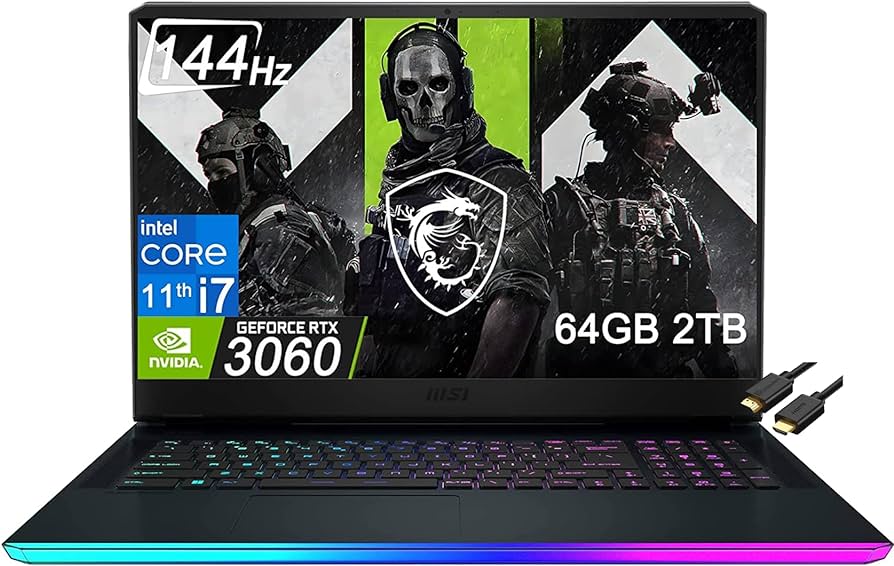 144Hz
intel
CORE
11th i7
NVIDIA.
GEFORCE RTX
3060
64GB 2TB
msi